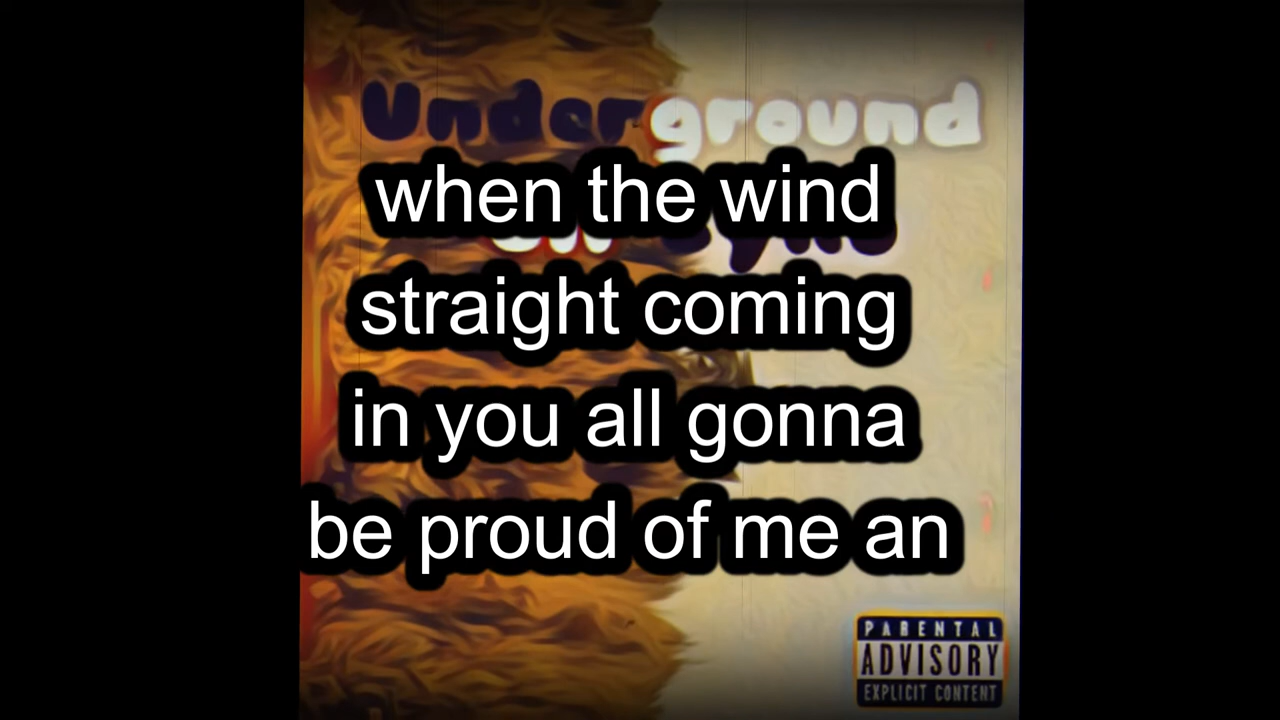 Underground
when the wind
straight coming
in you all gonna
be proud of me an
PARENTAL
ADVISORY
EXPLICIT CONTENT